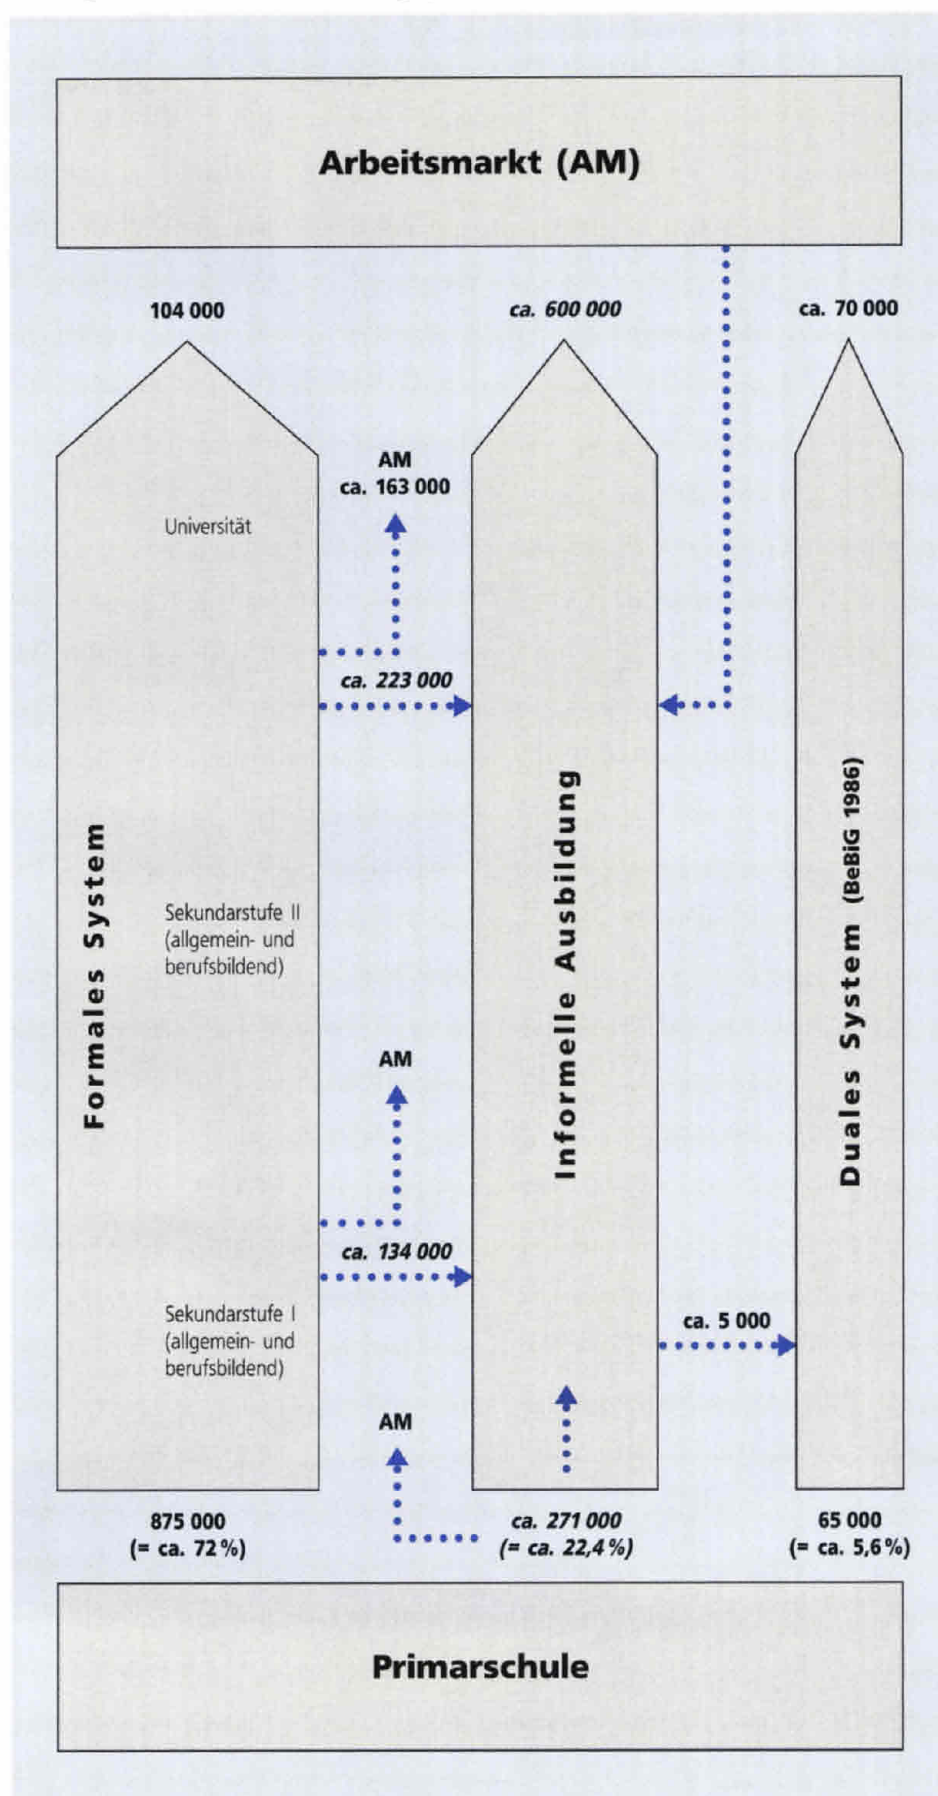 Arbeitsmarkt (AM)
104 000
ca. 600 000
ca. 70 000
AM
ca. 163 000
Universität
ca. 223 000
Formales System
Sekundarstufe II
(allgemein- und
berufsbildend)
Informelle Ausbildung
Duales System (BeBiG 1986)
AM
ca. 134 000
Sekundarstufe I
(allgemein- und
berufsbildend)
ca. 5 000
AM
875 000
(= ca. 72 %)
ca. 271 000
(= ca. 22,4 %)
65 000
(= ca. 5,6 %)
Primarschule